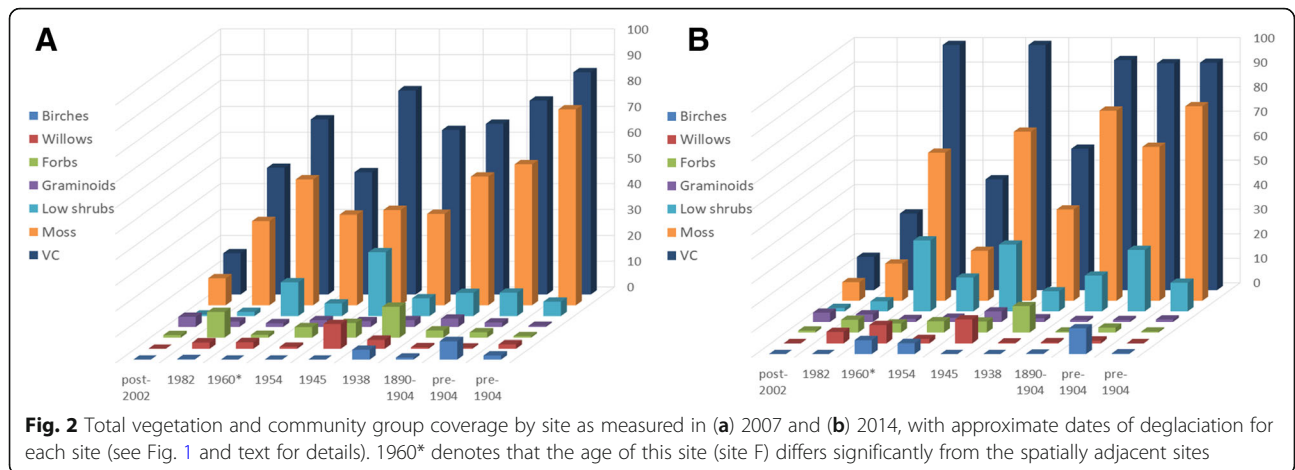 A
100
90
80
70
60
50
40
30
20
10
0
Birches
Willows
Forbs
Graminoids
Low shrubs
Moss
VC
post-2002
1982
1960*
1954
1945
1938
1890-1904
pre-1904
pre-1904
B
100
90
80
70
60
50
40
30
20
10
0
Birches
Willows
Forbs
Graminoids
Low shrubs
Moss
VC
post-2002
1982
1960*
1954
1945
1938
1890-1904
pre-1904
pre-1904
Fig. 2 Total vegetation and community group coverage by site as measured in (a) 2007 and (b) 2014, with approximate dates of deglaciation for
each site (see Fig. 1 and text for details). 1960* denotes that the age of this site (site F) differs significantly from the spatially adjacent sites